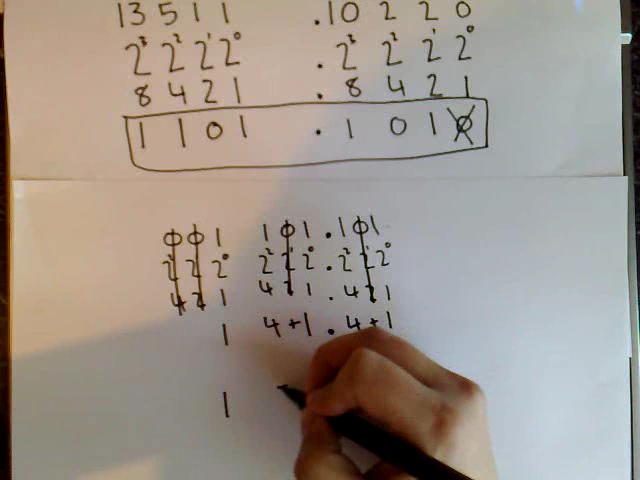 13 5 1 1 . 10 2 2 0
2³ 2² 2¹ 2⁰ . 2³ 2² 2¹ 2⁰
8 4 2 1 . 8 4 2 1
1 1 0 1 . 1 0 1 0
0 0 1 1 0 1 . 1 0 1
2² 2¹ 2⁰ 2² 2¹ 2⁰ . 2² 2¹ 2⁰
4 2 1 4 2 1 . 4 2 1
1 4+1 . 4+1
1